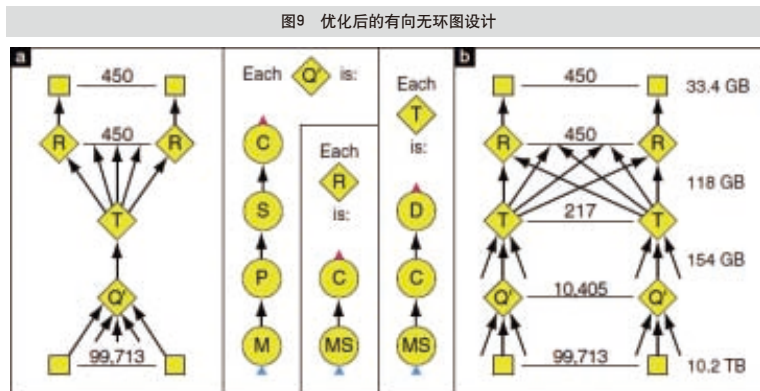 图9 优化后的有向无环图设计
a
450
R 450 R
T
Q'
99,713
Each Q' is:
C
S
P
M
Each
R
is:
C
MS
Each
T
is:
D
C
MS
b
450 33.4 GB
R 450 R
118 GB
T 217 T
154 GB
Q' 10,405 Q'
99,713 10.2 TB